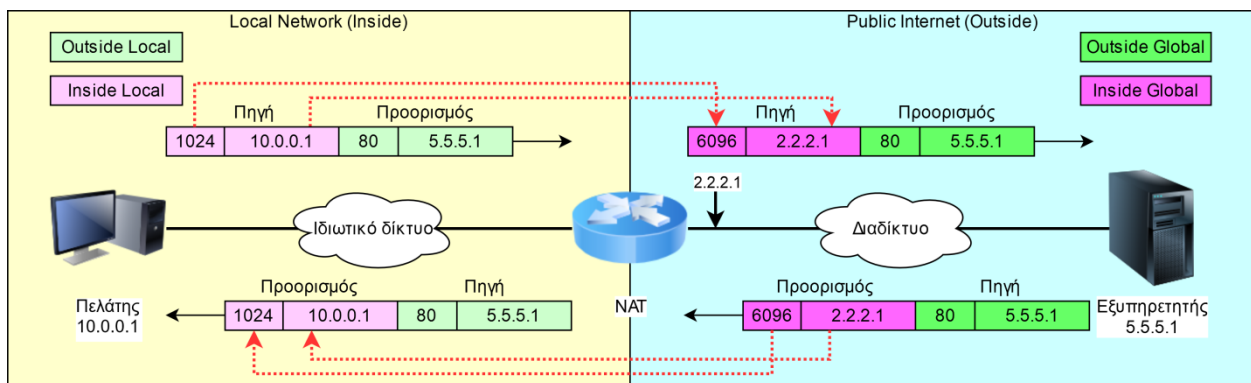 Local Network (Inside)
Public Internet (Outside)
Outside Local
Outside Global
Inside Local
Inside Global
Πηγή
Προορισμός
Πηγή
Προορισμός
1024 10.0.0.1 80 5.5.5.1
6096 2.2.2.1 80 5.5.5.1
2.2.2.1
Ιδιωτικό δίκτυο
Διαδίκτυο
Προορισμός
Πηγή
Προορισμός
Πηγή
Πελάτης
10.0.0.1
1024 10.0.0.1 80 5.5.5.1
NAT
6096 2.2.2.1 80 5.5.5.1
Εξυπηρετητής
5.5.5.1